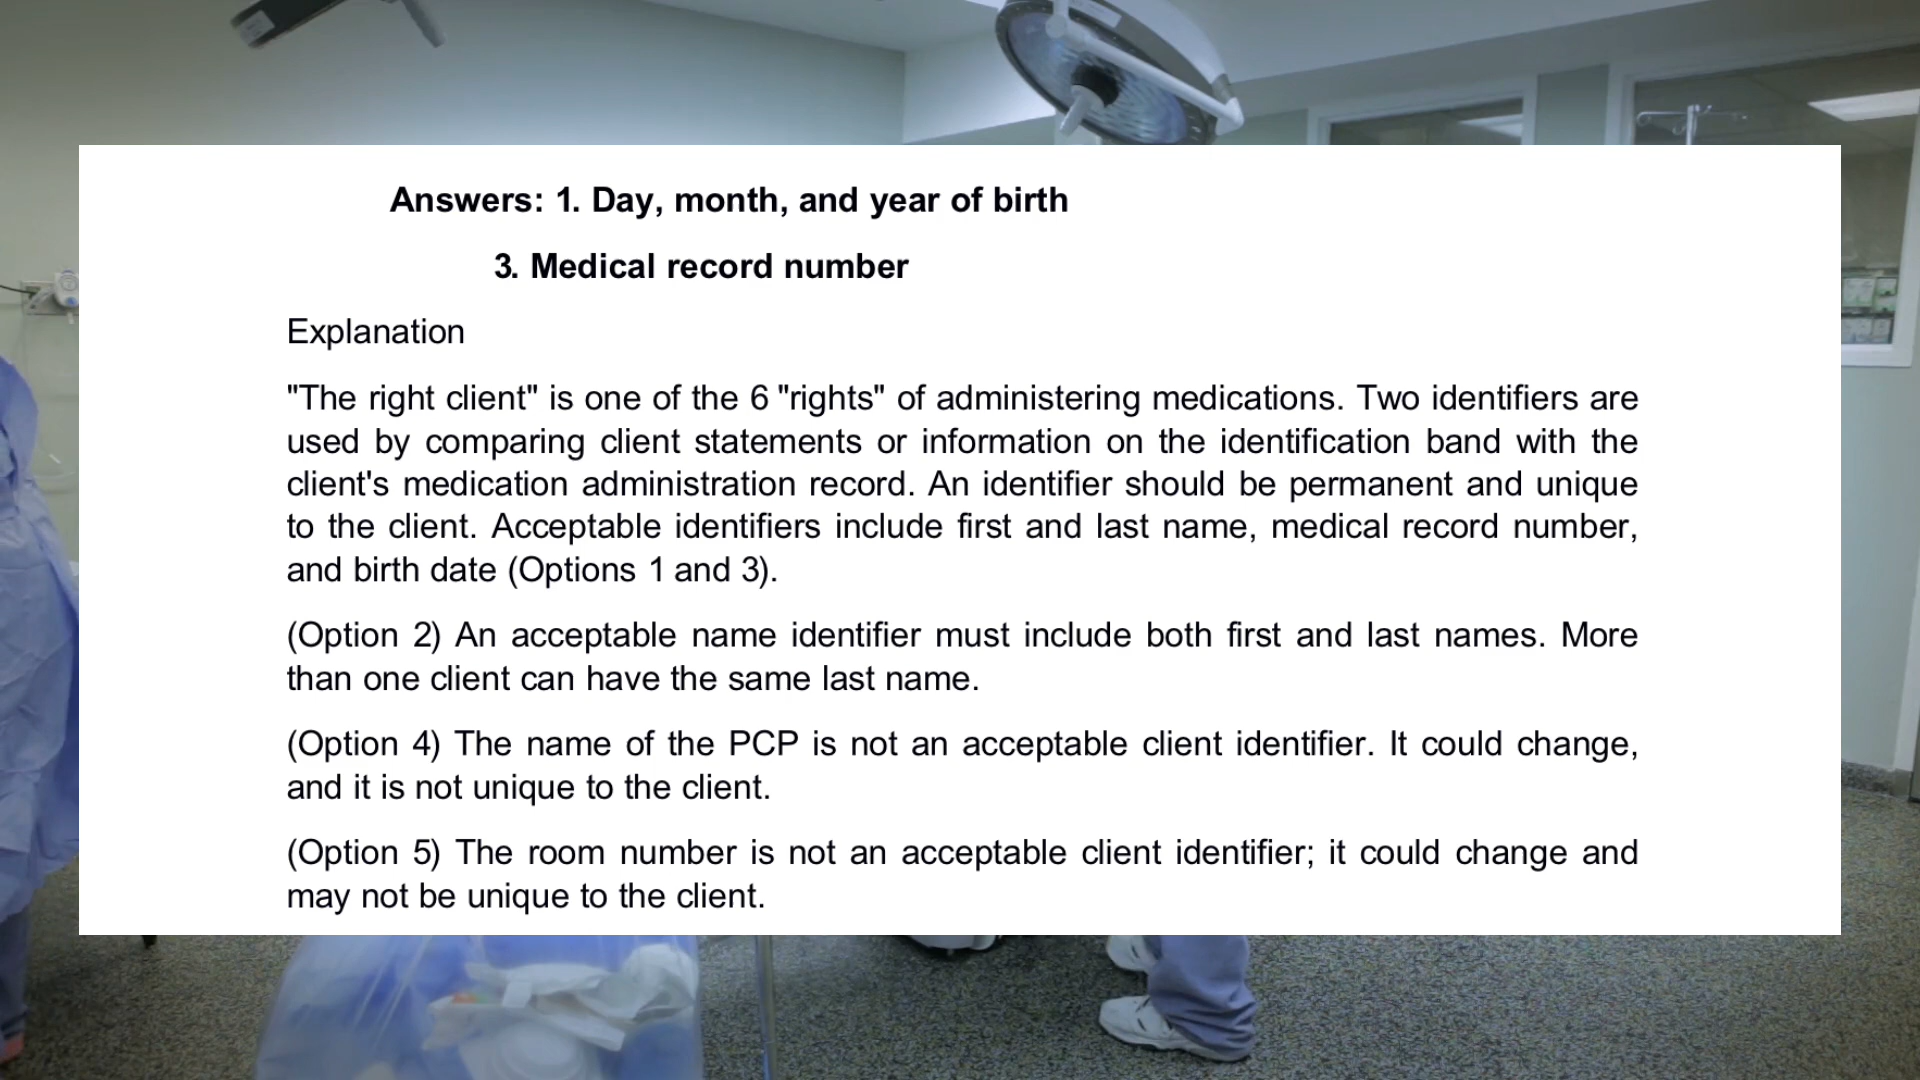 Answers: 1. Day, month, and year of birth
3. Medical record number
Explanation
"The right client" is one of the 6 "rights" of administering medications. Two identifiers are
used by comparing client statements or information on the identification band with the
client's medication administration record. An identifier should be permanent and unique
to the client. Acceptable identifiers include first and last name, medical record number,
and birth date (Options 1 and 3).
(Option 2) An acceptable name identifier must include both first and last names. More
than one client can have the same last name.
(Option 4) The name of the PCP is not an acceptable client identifier. It could change,
and it is not unique to the client.
(Option 5) The room number is not an acceptable client identifier; it could change and
may not be unique to the client.